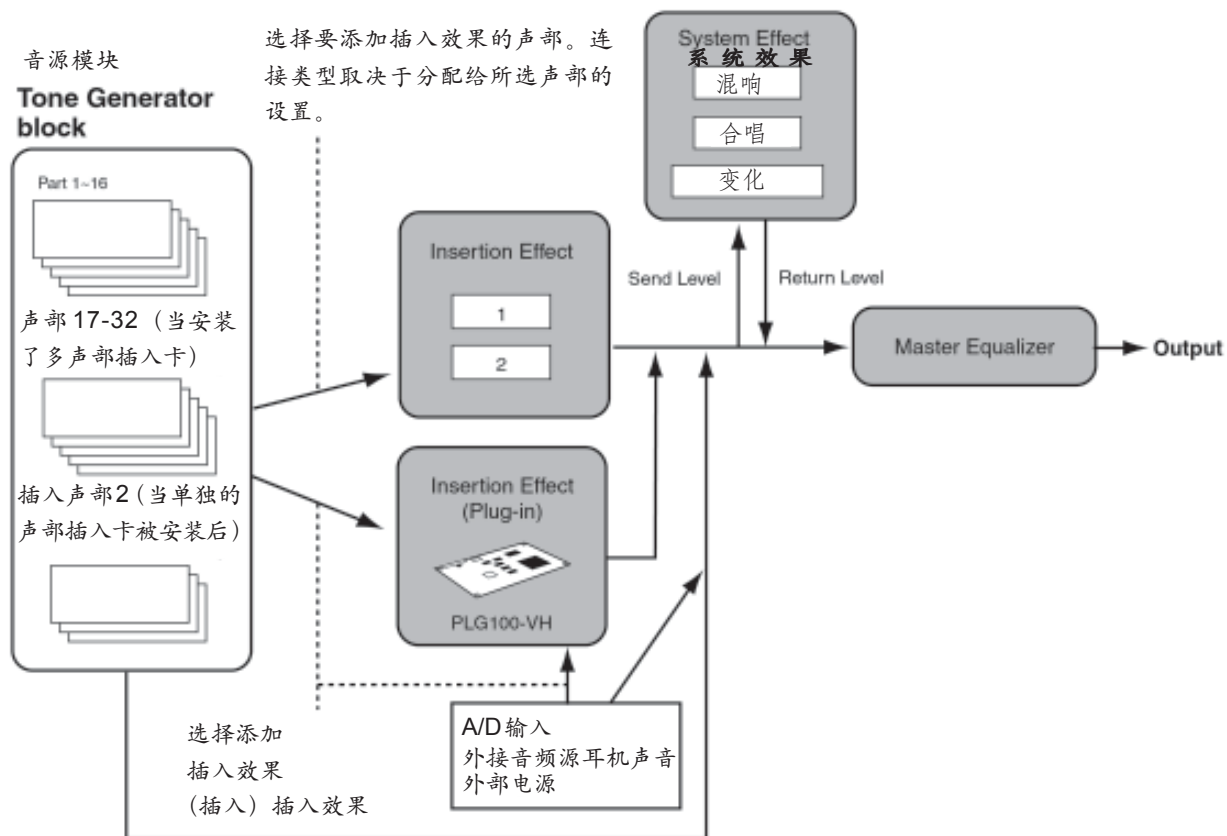 音源模块
Tone Generator
block
Part 1~16
声部 17-32（当安装
了多声部插入卡）
插入声部2（当单独的
声部插入卡被安装后）
选择要添加插入效果的声部。连
接类型取决于分配给所选声部的
设置。
System Effect
系统效果
混响
合唱
变化
Insertion Effect
1
2
Send Level
Return Level
Master Equalizer
Output
Insertion Effect
(Plug-in)
PLG100-VH
选择添加
插入效果
（插入）插入效果
A/D输入
外接音频源耳机声音
外部电源